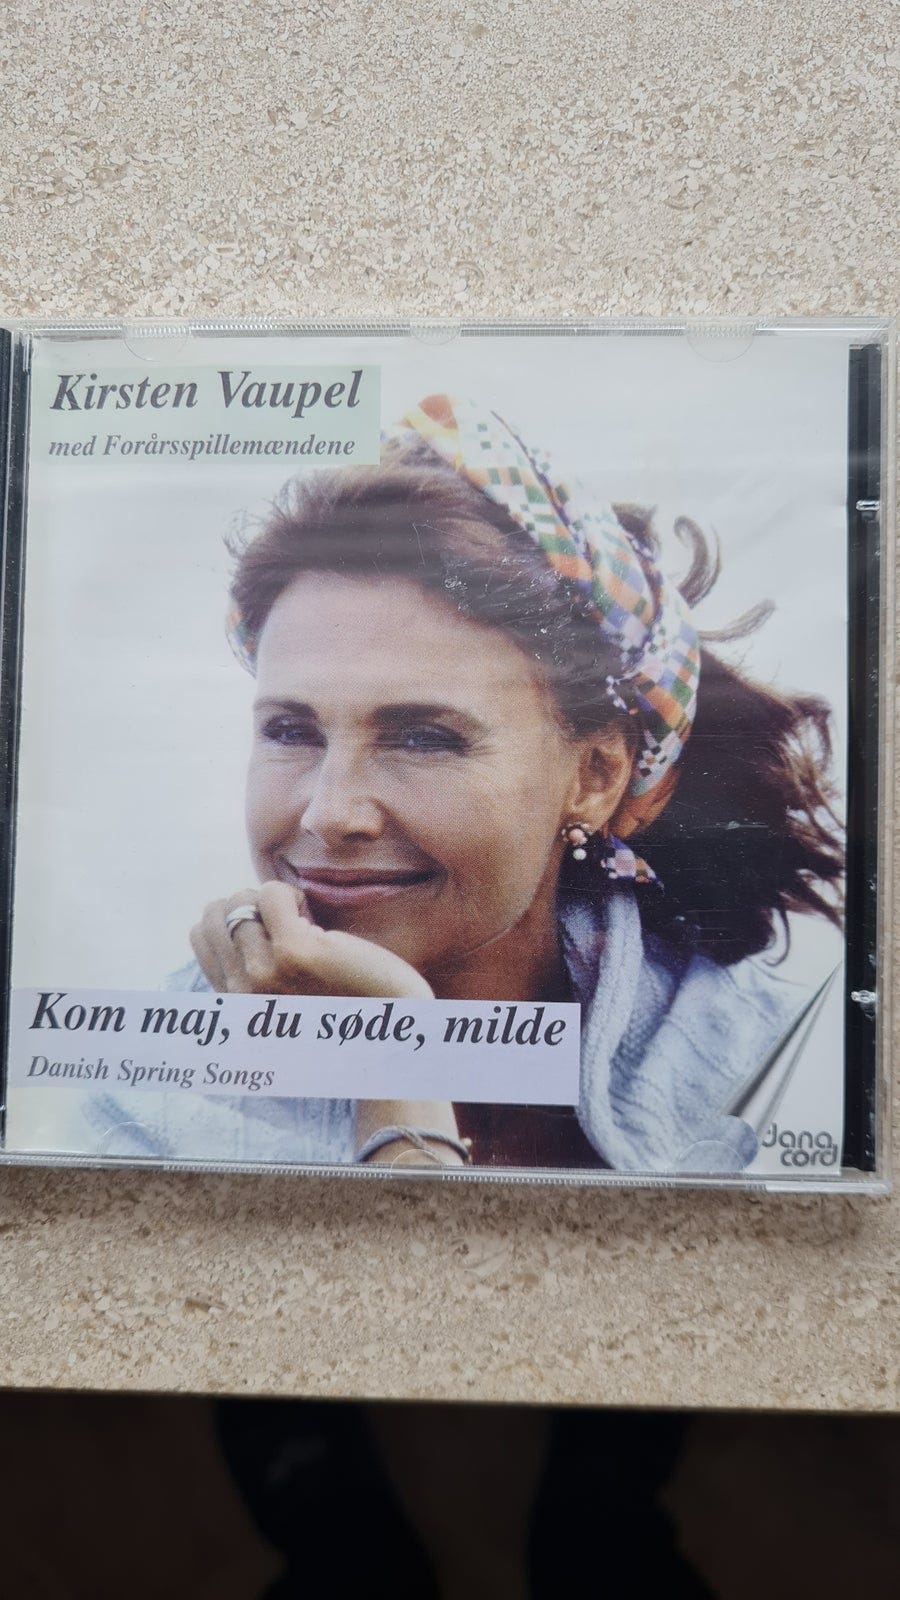 Kirsten Vaupel
med Forårsspillemændene
Kom maj, du søde, milde
Danish Spring Songs
dana
cord